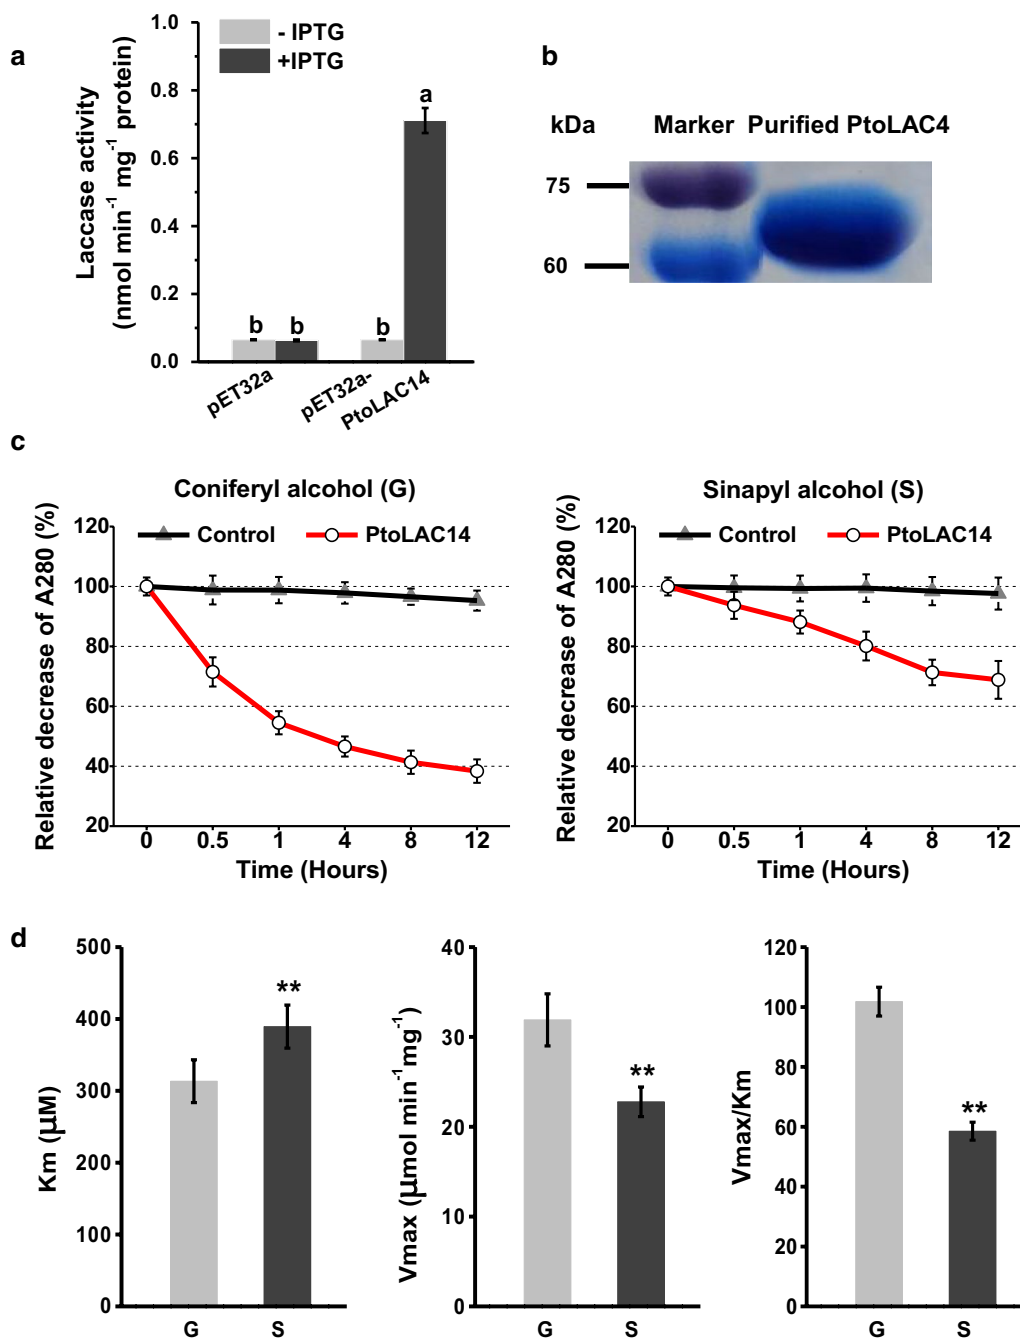 a
Laccase activity
(nmol min⁻¹ mg⁻¹ protein)
- IPTG
+IPTG
1.0
0.8
0.6
0.4
0.2
0.0
b
b
b
a
pET32a
pET32a-
PtoLAC14
b
kDa Marker Purified PtoLAC4
75
60
c
Coniferyl alcohol (G)
Relative decrease of A280 (%)
Control PtoLAC14
120
100
80
60
40
20
0 0.5 1 4 8 12
Time (Hours)
Sinapyl alcohol (S)
Relative decrease of A280 (%)
Control PtoLAC14
120
100
80
60
40
20
0 0.5 1 4 8 12
Time (Hours)
d
Km (µM)
500
400
300
200
100
0
**
G S
Vmax (µmol min⁻¹mg⁻¹)
40
30
20
10
0
**
G S
Vmax/Km
120
100
80
60
40
20
0
**
G S